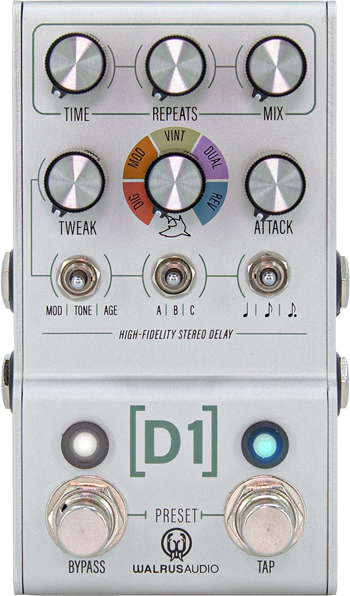 TIME REPEATS MIX
DIG MOD VINT DUAL REV
TWEAK ATTACK
MOD | TONE | AGE A | B | C ♩ | ♪ | ♪.
HIGH-FIDELITY STEREO DELAY
[D1]
PRESET
BYPASS WALRUSAUDIO TAP